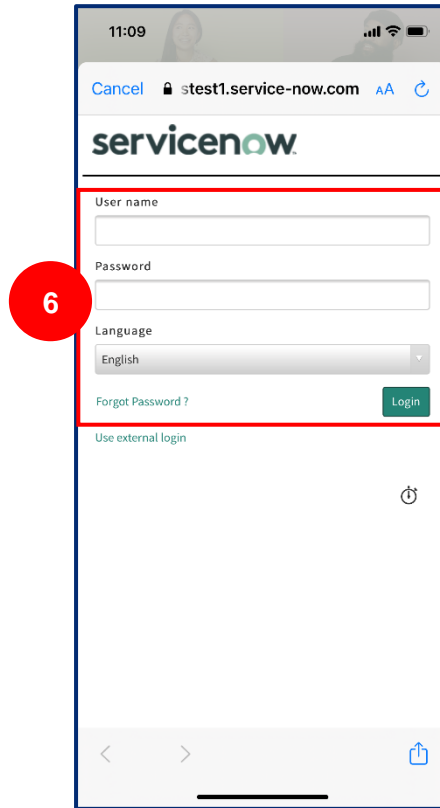 11:09
Cancel stest1.service-now.com AA
servicenow
User name
Password
6
Language
English
Forgot Password ?
Login
Use external login